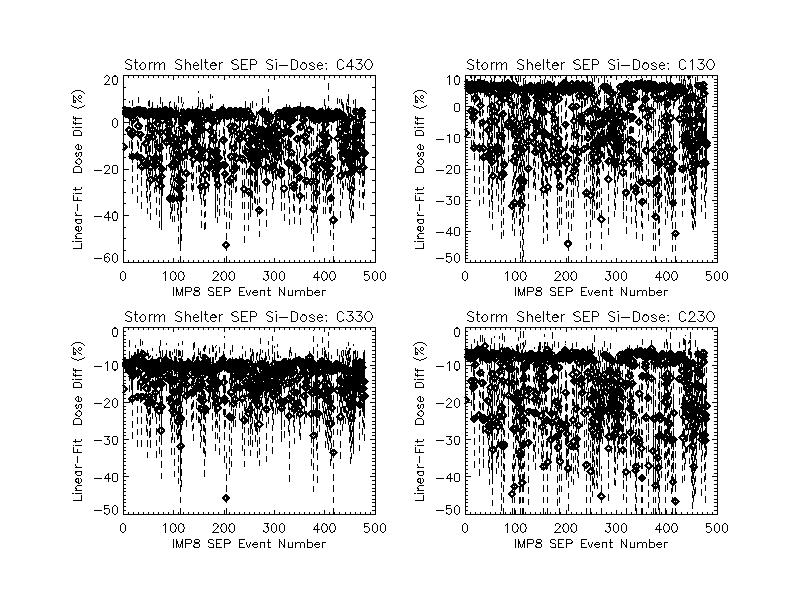 Storm Shelter SEP Si-Dose: C430
Linear-Fit Dose Diff (%)
20
0
-20
-40
-60
0 100 200 300 400 500
IMP8 SEP Event Number
Storm Shelter SEP Si-Dose: C130
Linear-Fit Dose Diff (%)
10
0
-10
-20
-30
-40
-50
0 100 200 300 400 500
IMP8 SEP Event Number
Storm Shelter SEP Si-Dose: C330
Linear-Fit Dose Diff (%)
0
-10
-20
-30
-40
-50
0 100 200 300 400 500
IMP8 SEP Event Number
Storm Shelter SEP Si-Dose: C230
Linear-Fit Dose Diff (%)
0
-10
-20
-30
-40
-50
0 100 200 300 400 500
IMP8 SEP Event Number